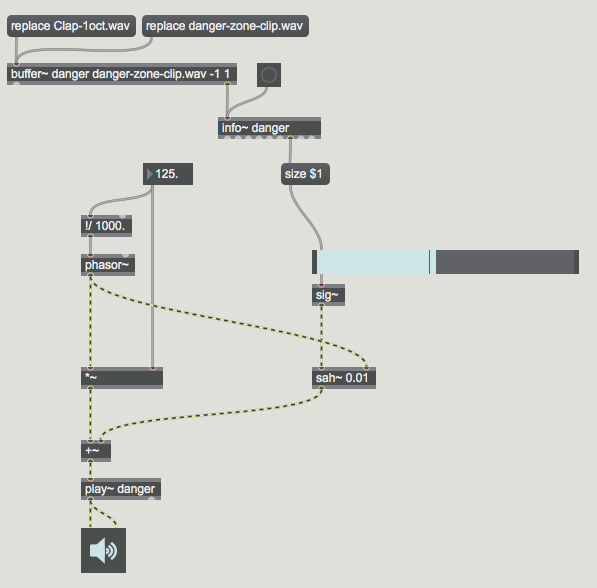 replace Clap-1oct.wav
replace danger-zone-clip.wav
buffer~ danger danger-zone-clip.wav -1 1
info~ danger
125.
size $1
!/ 1000.
phasor~
sig~
*~
sah~ 0.01
+~
play~ danger